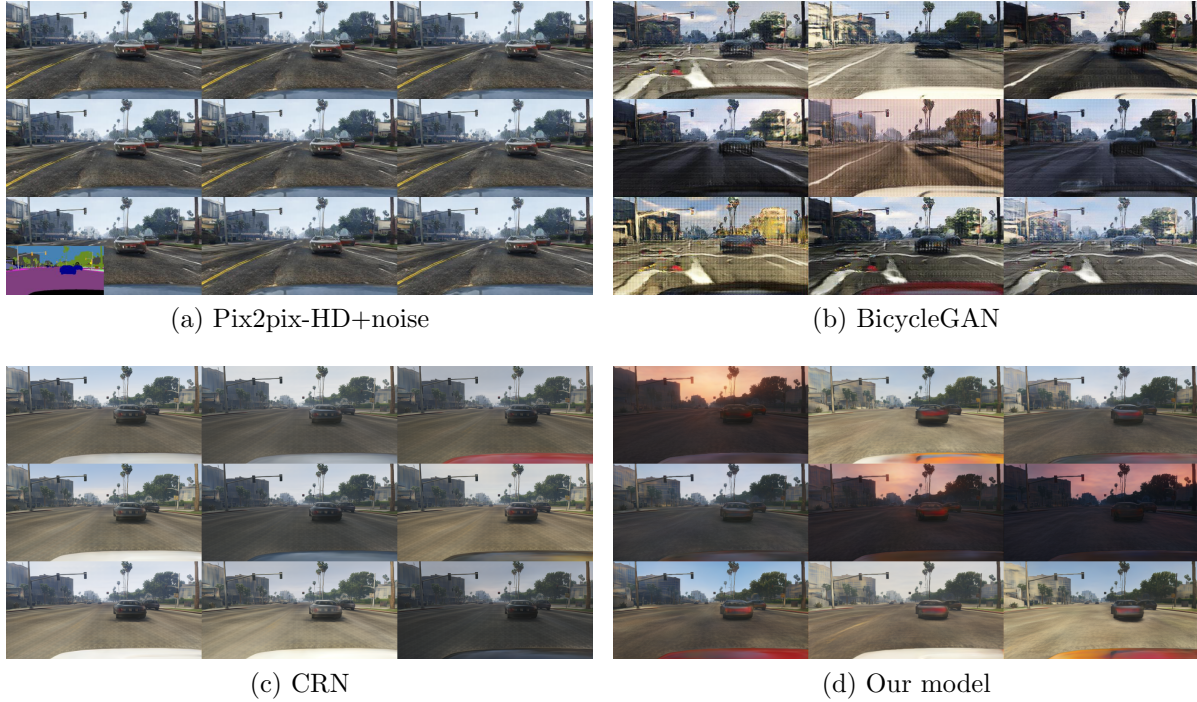 (a) Pix2pix-HD+noise
(b) BicycleGAN
(c) CRN
(d) Our model